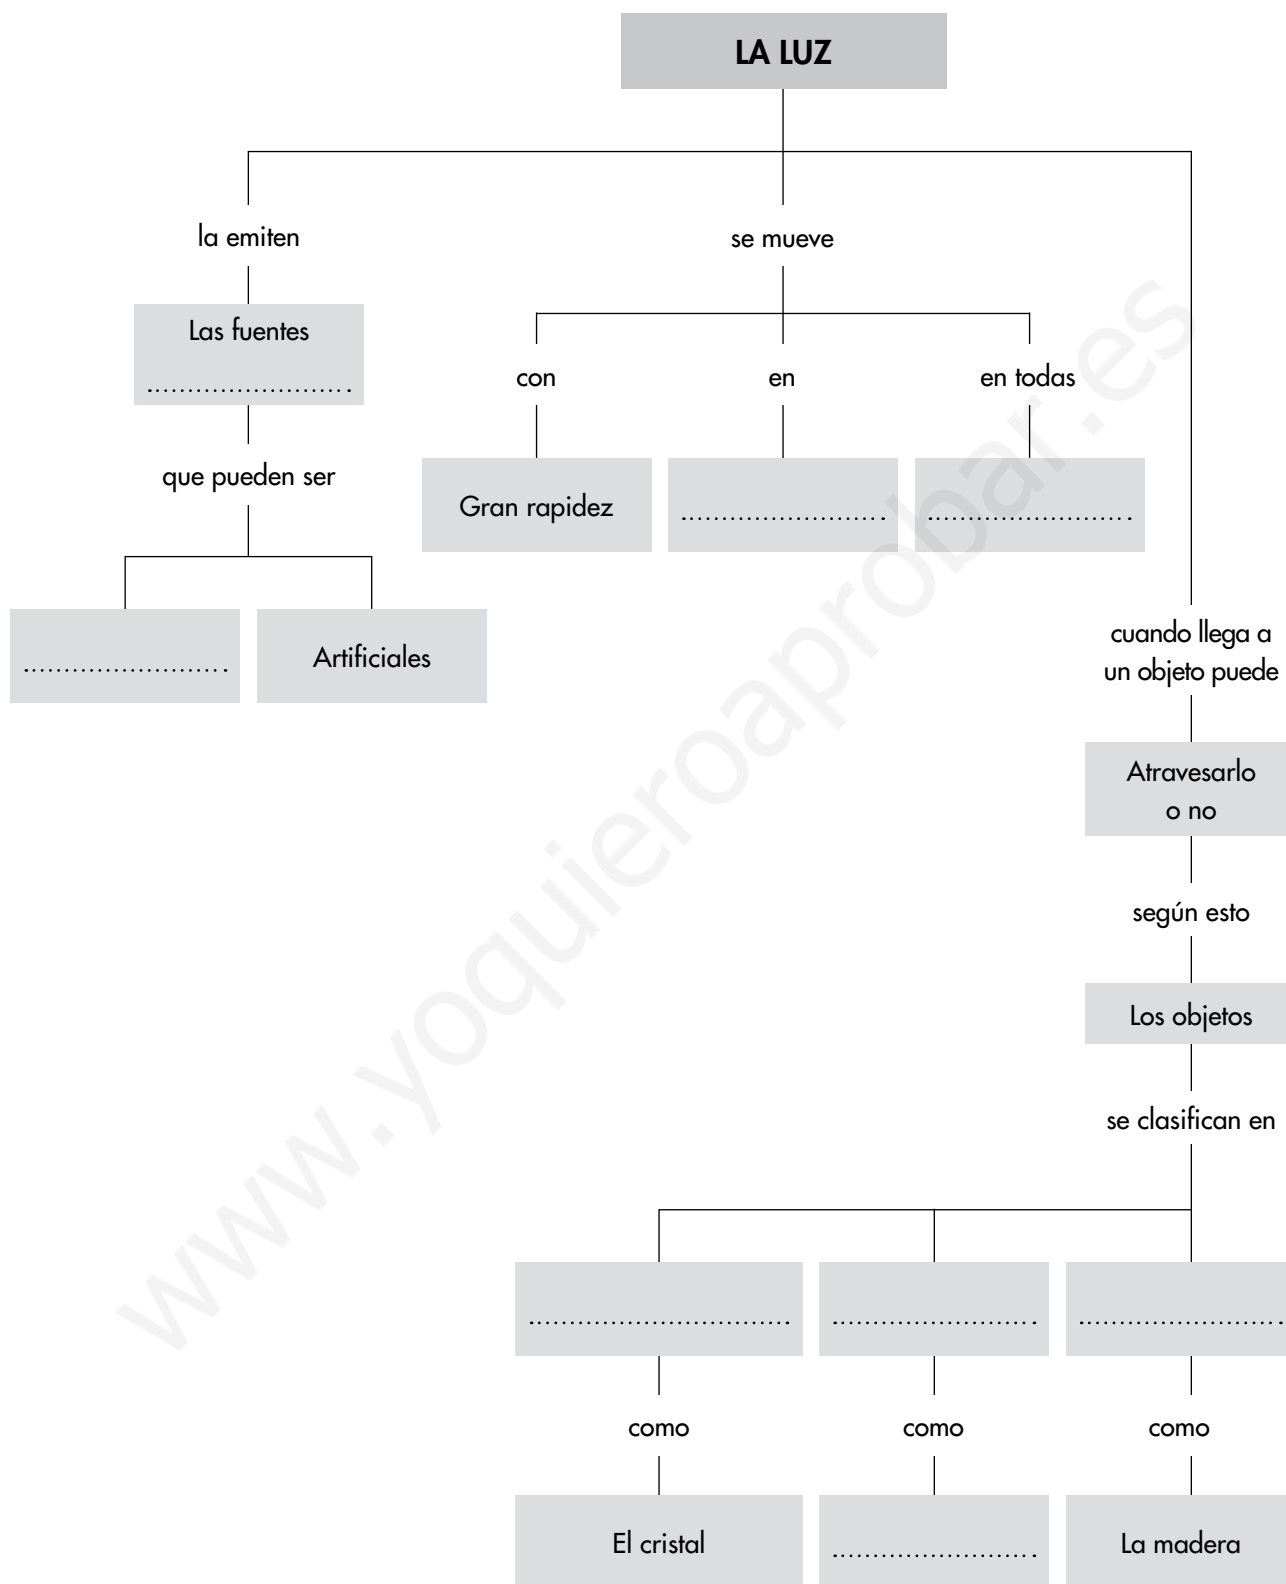 LA LUZ
la emiten
se mueve
Las fuentes
........................
con
en
en todas
que pueden ser
Gran rapidez
........................
........................
........................
Artificiales
cuando llega a
un objeto puede
Atravesarlo
o no
según esto
Los objetos
se clasifican en
...............................
........................
........................
como
como
como
El cristal
........................
La madera
www.yoquieroaprobar.es